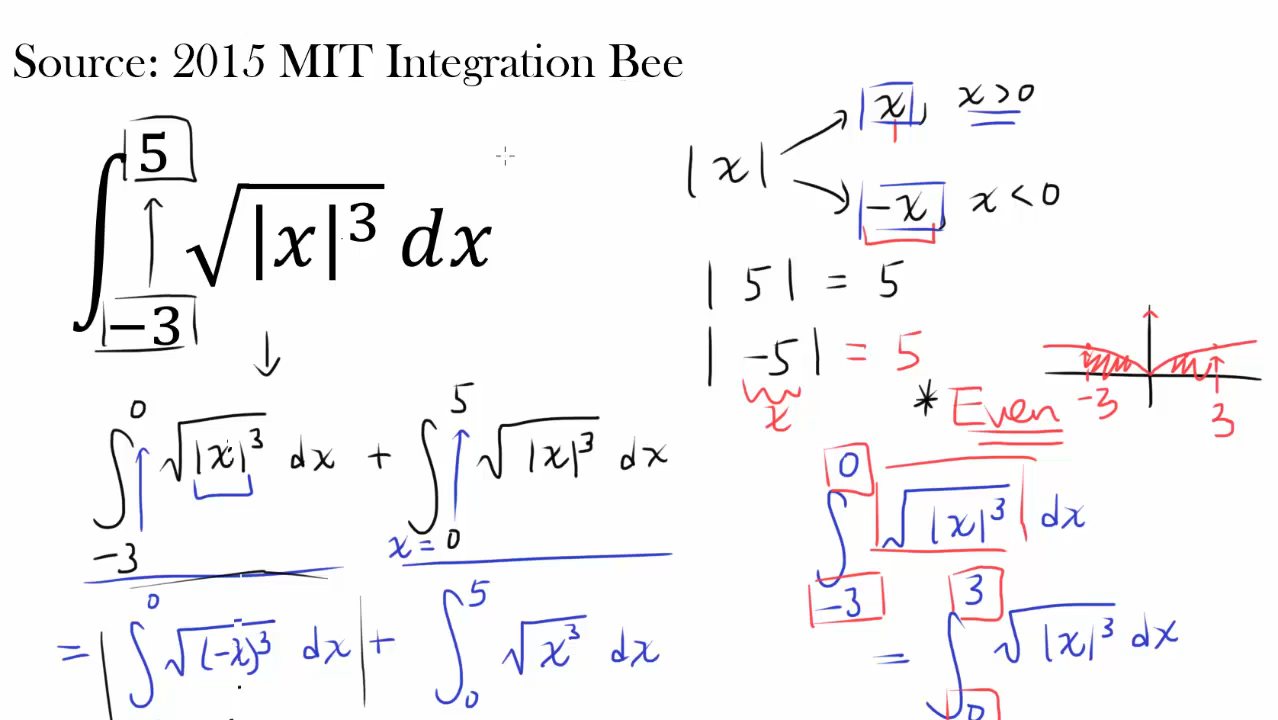 Source: 2015 MIT Integration Bee
∫_{-3}^{5} √(|x|³) dx
|x| → x, x > 0
→ -x, x < 0
|5| = 5
|-5| = 5
x
* Even
-3 3
∫_{-3}^{0} √(|x|³) dx + ∫_{x=0}^{5} √(|x|³) dx
= ∫^{0} √((-x)³) dx + ∫_{0}^{5} √(x³) dx
∫_{-3}^{0} √(|x|³) dx
= ∫_{0}^{3} √(|x|³) dx